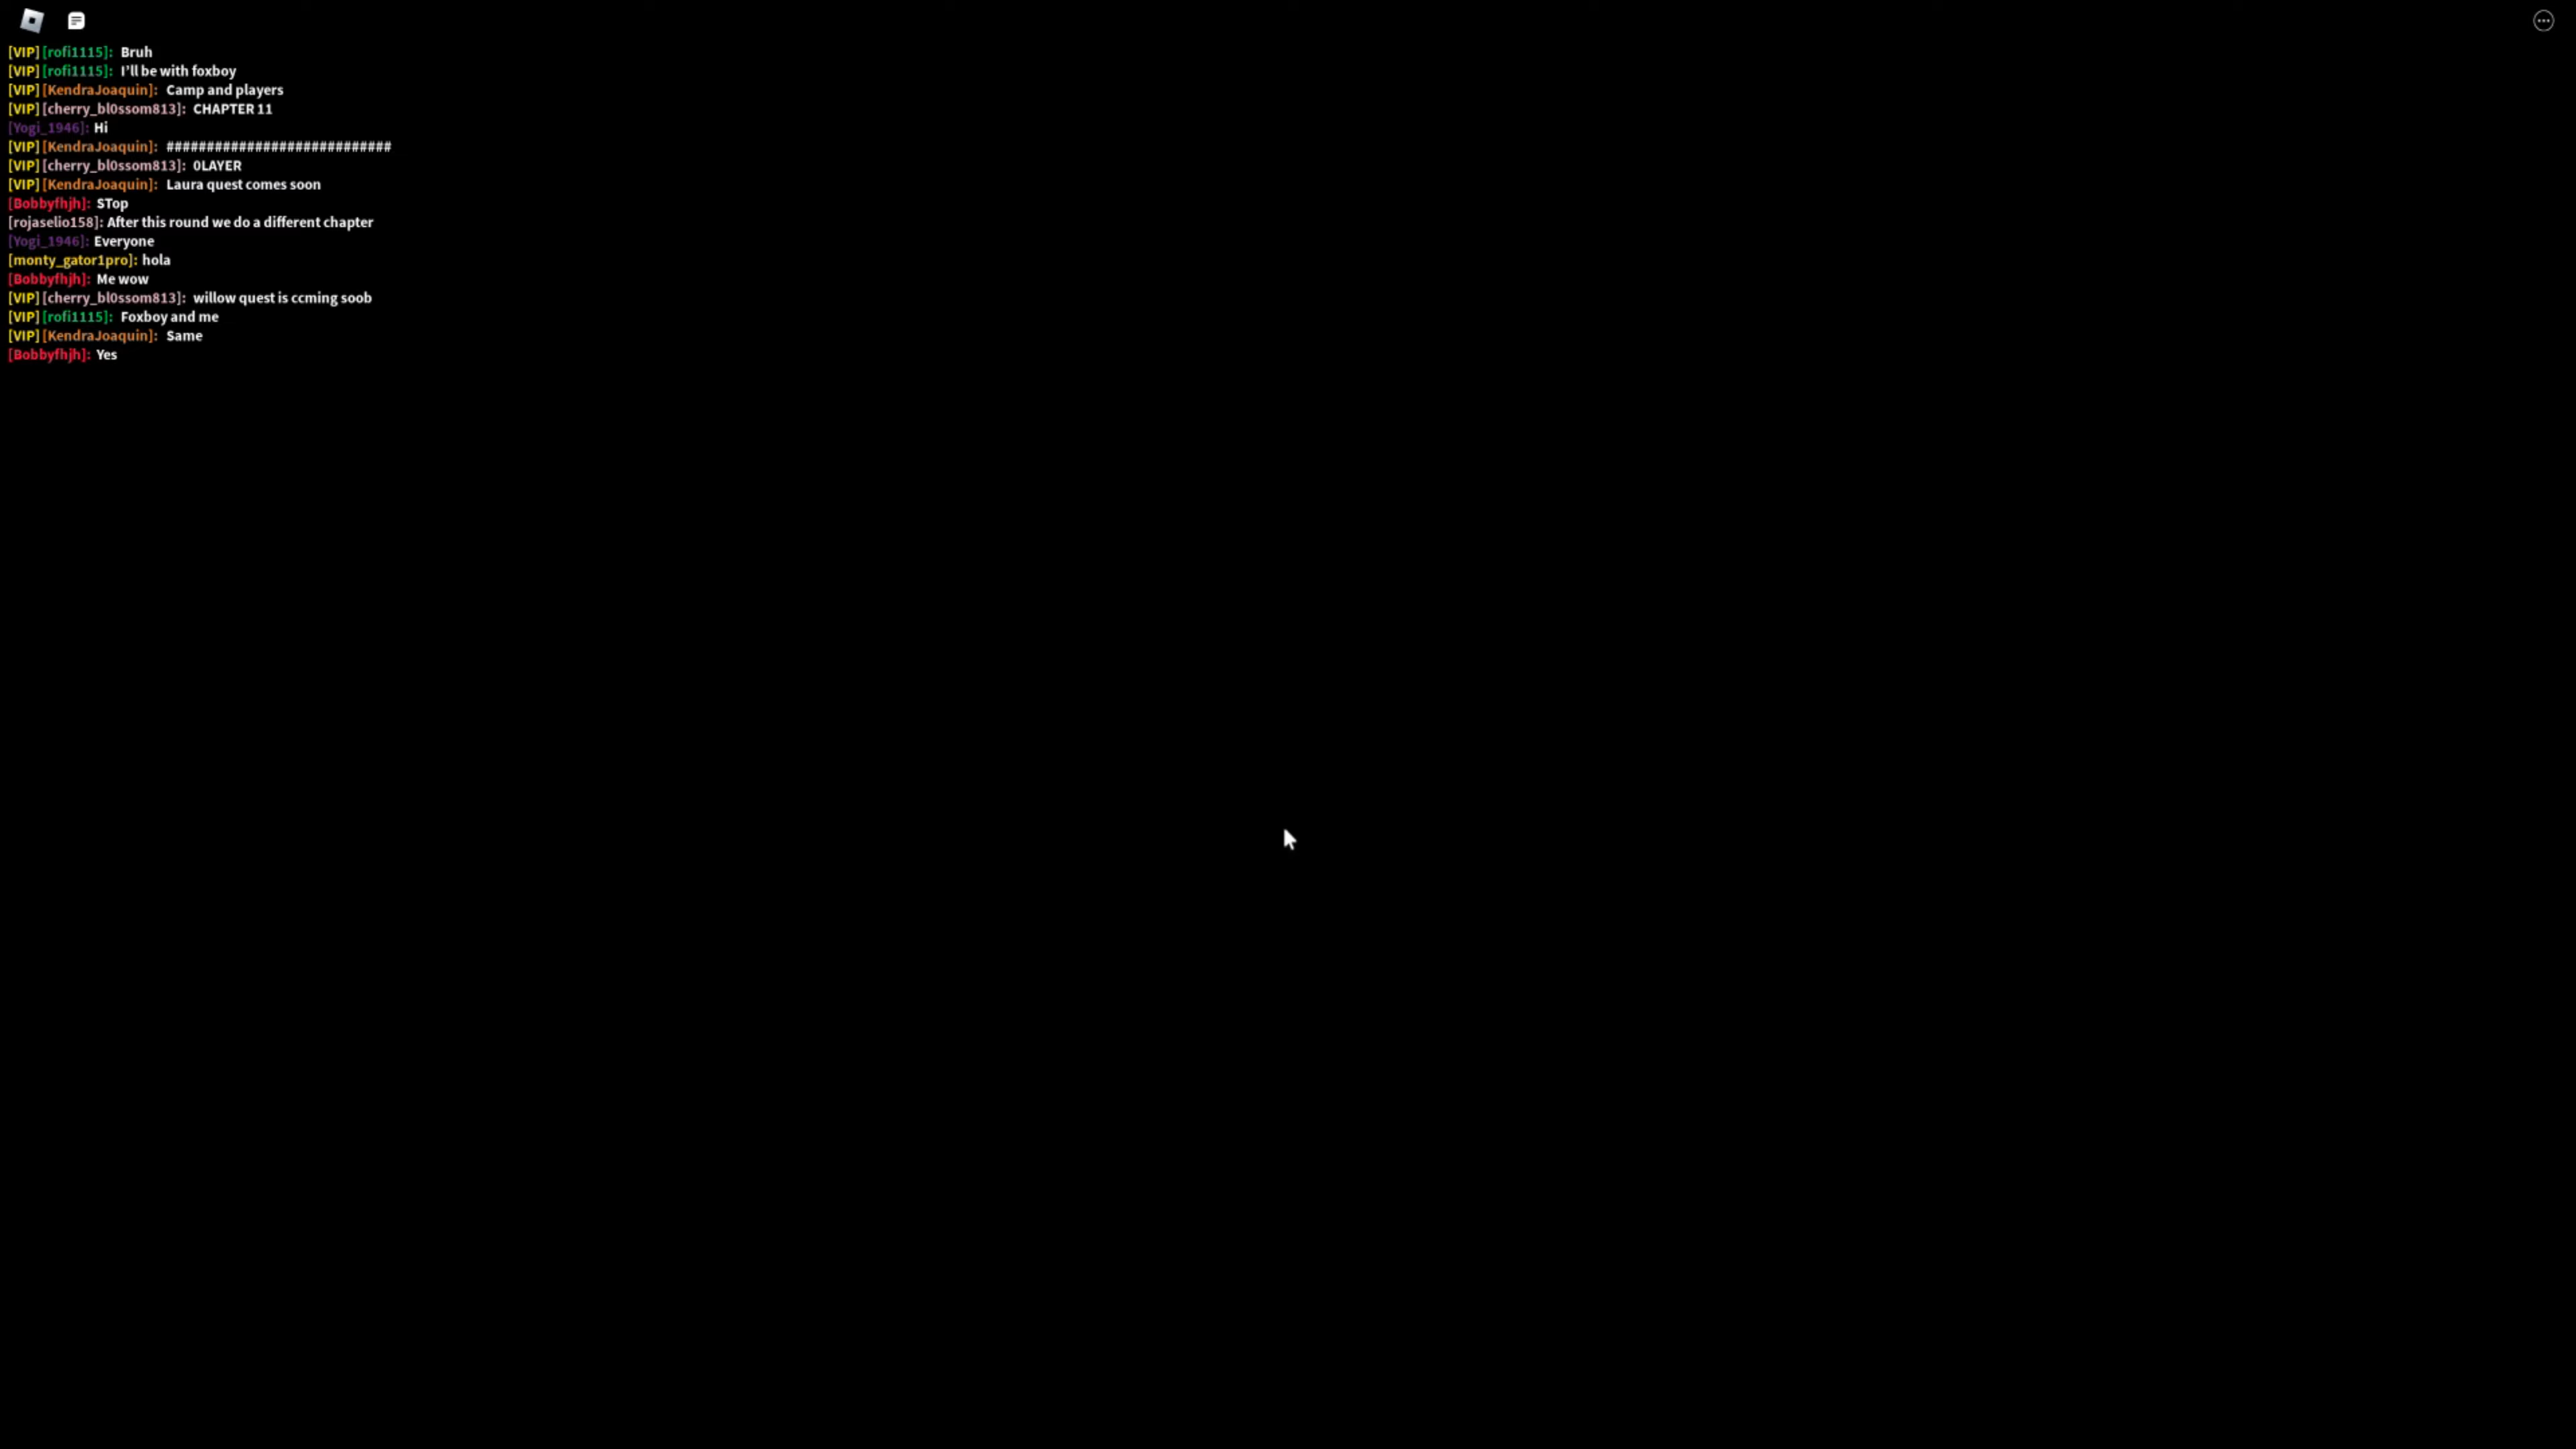 [VIP] [rofi1115]: Bruh
[VIP] [rofi1115]: I'll be with foxboy
[VIP] [KendraJoaquin]: Camp and players
[VIP] [cherry_bl0ssom813]: CHAPTER 11
[Yogi_1946]: Hi
[VIP] [KendraJoaquin]: ############################
[VIP] [cherry_bl0ssom813]: 0LAYER
[VIP] [KendraJoaquin]: Laura quest comes soon
[Bobbyfhjh]: STop
[rojaselio158]: After this round we do a different chapter
[Yogi_1946]: Everyone
[monty_gator1pro]: hola
[Bobbyfhjh]: Me wow
[VIP] [cherry_bl0ssom813]: willow quest is ccming soob
[VIP] [rofi1115]: Foxboy and me
[VIP] [KendraJoaquin]: Same
[Bobbyfhjh]: Yes